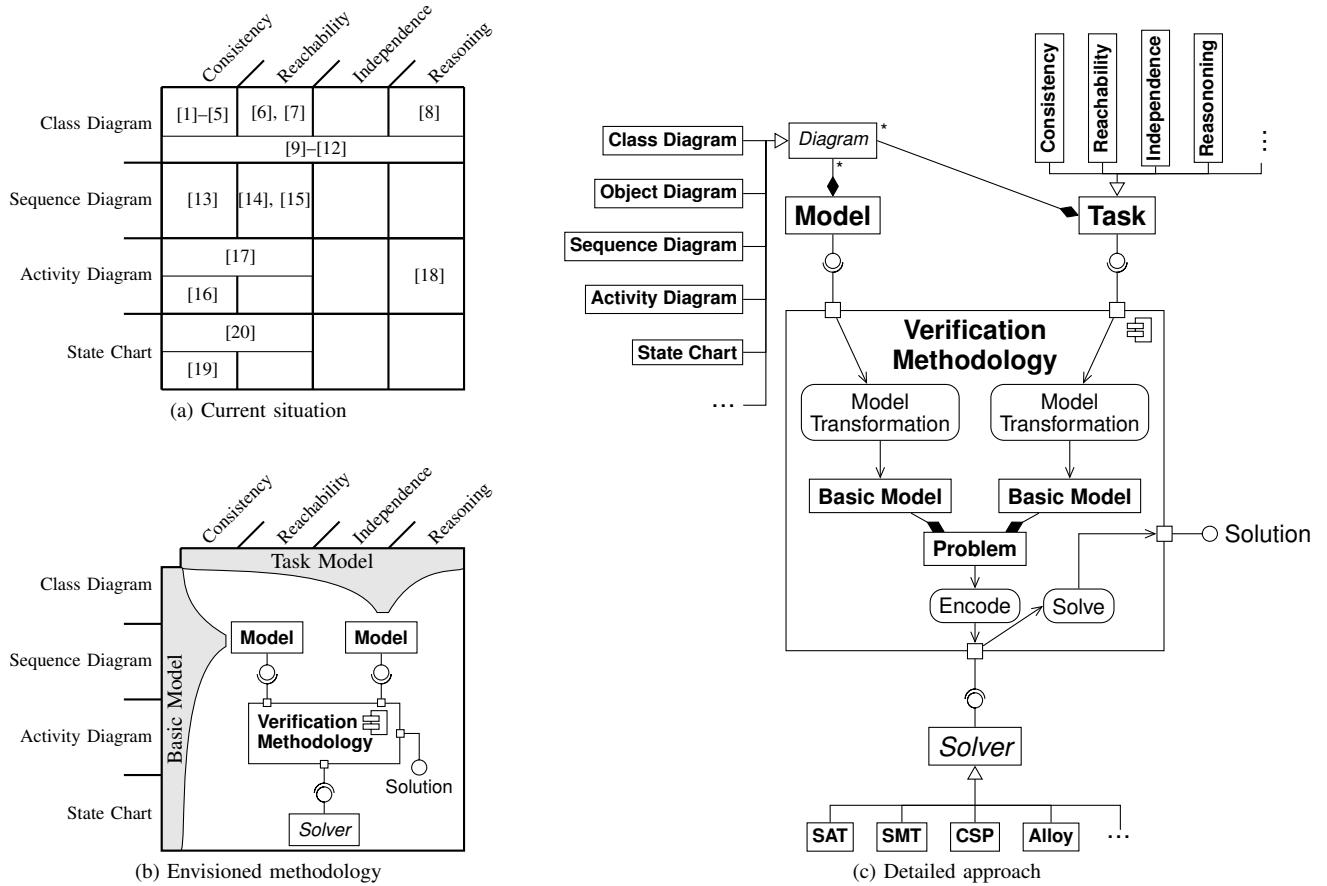 Consistency
Reachability
Independence
Reasoning
Class Diagram
[1]–[5]
[6], [7]
[8]
[9]–[12]
Sequence Diagram
[13]
[14], [15]
Activity Diagram
[17]
[18]
[16]
State Chart
[20]
[19]
(a) Current situation
Consistency
Reachability
Independence
Reasoning
Task Model
Basic Model
Class Diagram
Sequence Diagram
Activity Diagram
State Chart
Model
Model
Verification
Methodology
Solution
Solver
(b) Envisioned methodology
Consistency
Reachability
Independence
Reasononing
...
Class Diagram
Object Diagram
Sequence Diagram
Activity Diagram
State Chart
...
Diagram
*
*
Model
Task
Verification
Methodology
Model
Transformation
Model
Transformation
Basic Model
Basic Model
Problem
Encode
Solve
Solution
Solver
SAT
SMT
CSP
Alloy
...
(c) Detailed approach